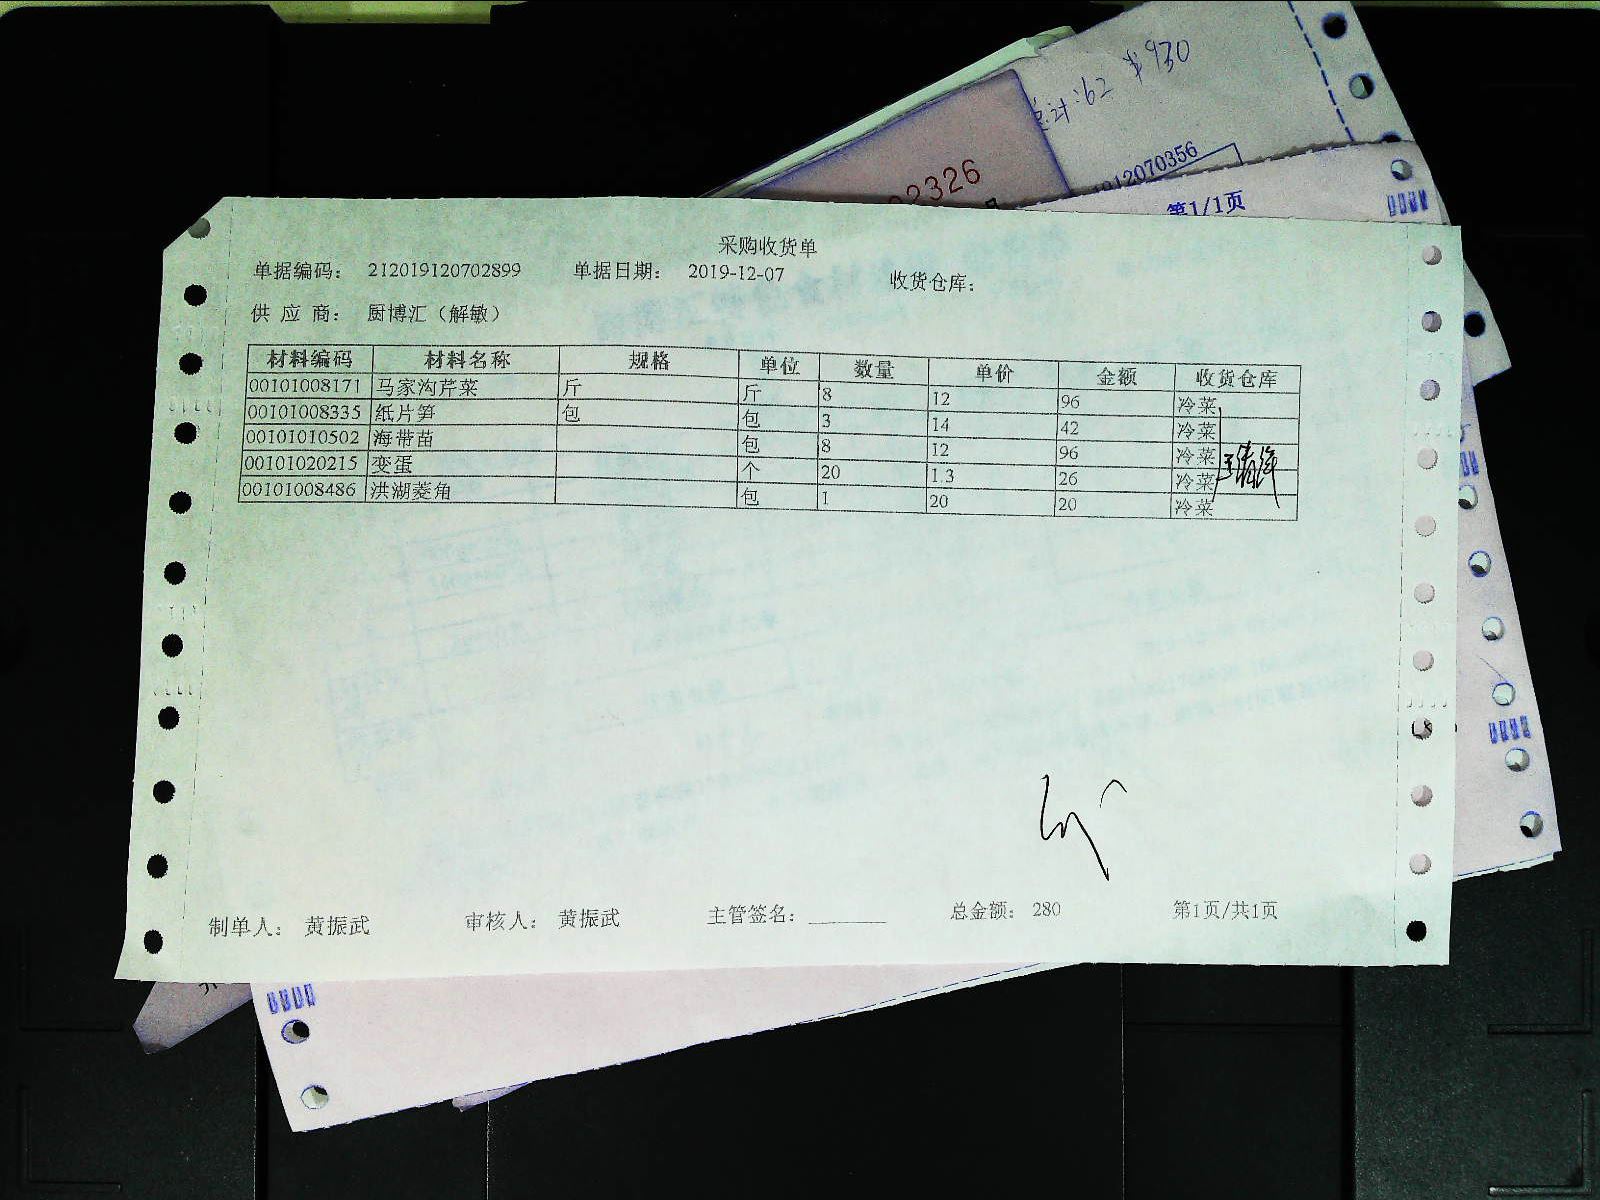 总计:62 ¥930
1912070356
2326
第1/1页
采购收货单
单据编码： 212019120702899 单据日期： 2019-12-07 收货仓库：
供 应 商： 厨博汇（解敏）
材料编码 材料名称 规格 单位 数量 单价 金额 收货仓库
00101008171 马家沟芹菜 斤 斤 8 12 96 冷菜
00101008335 纸片笋 包 包 3 14 42 冷菜
00101010502 海带苗 包 8 12 96 冷菜
00101020215 变蛋 个 20 1.3 26 冷菜
00101008486 洪湖菱角 包 1 20 20 冷菜
制单人： 黄振武 审核人： 黄振武 主管签名：________ 总金额： 280 第1页/共1页